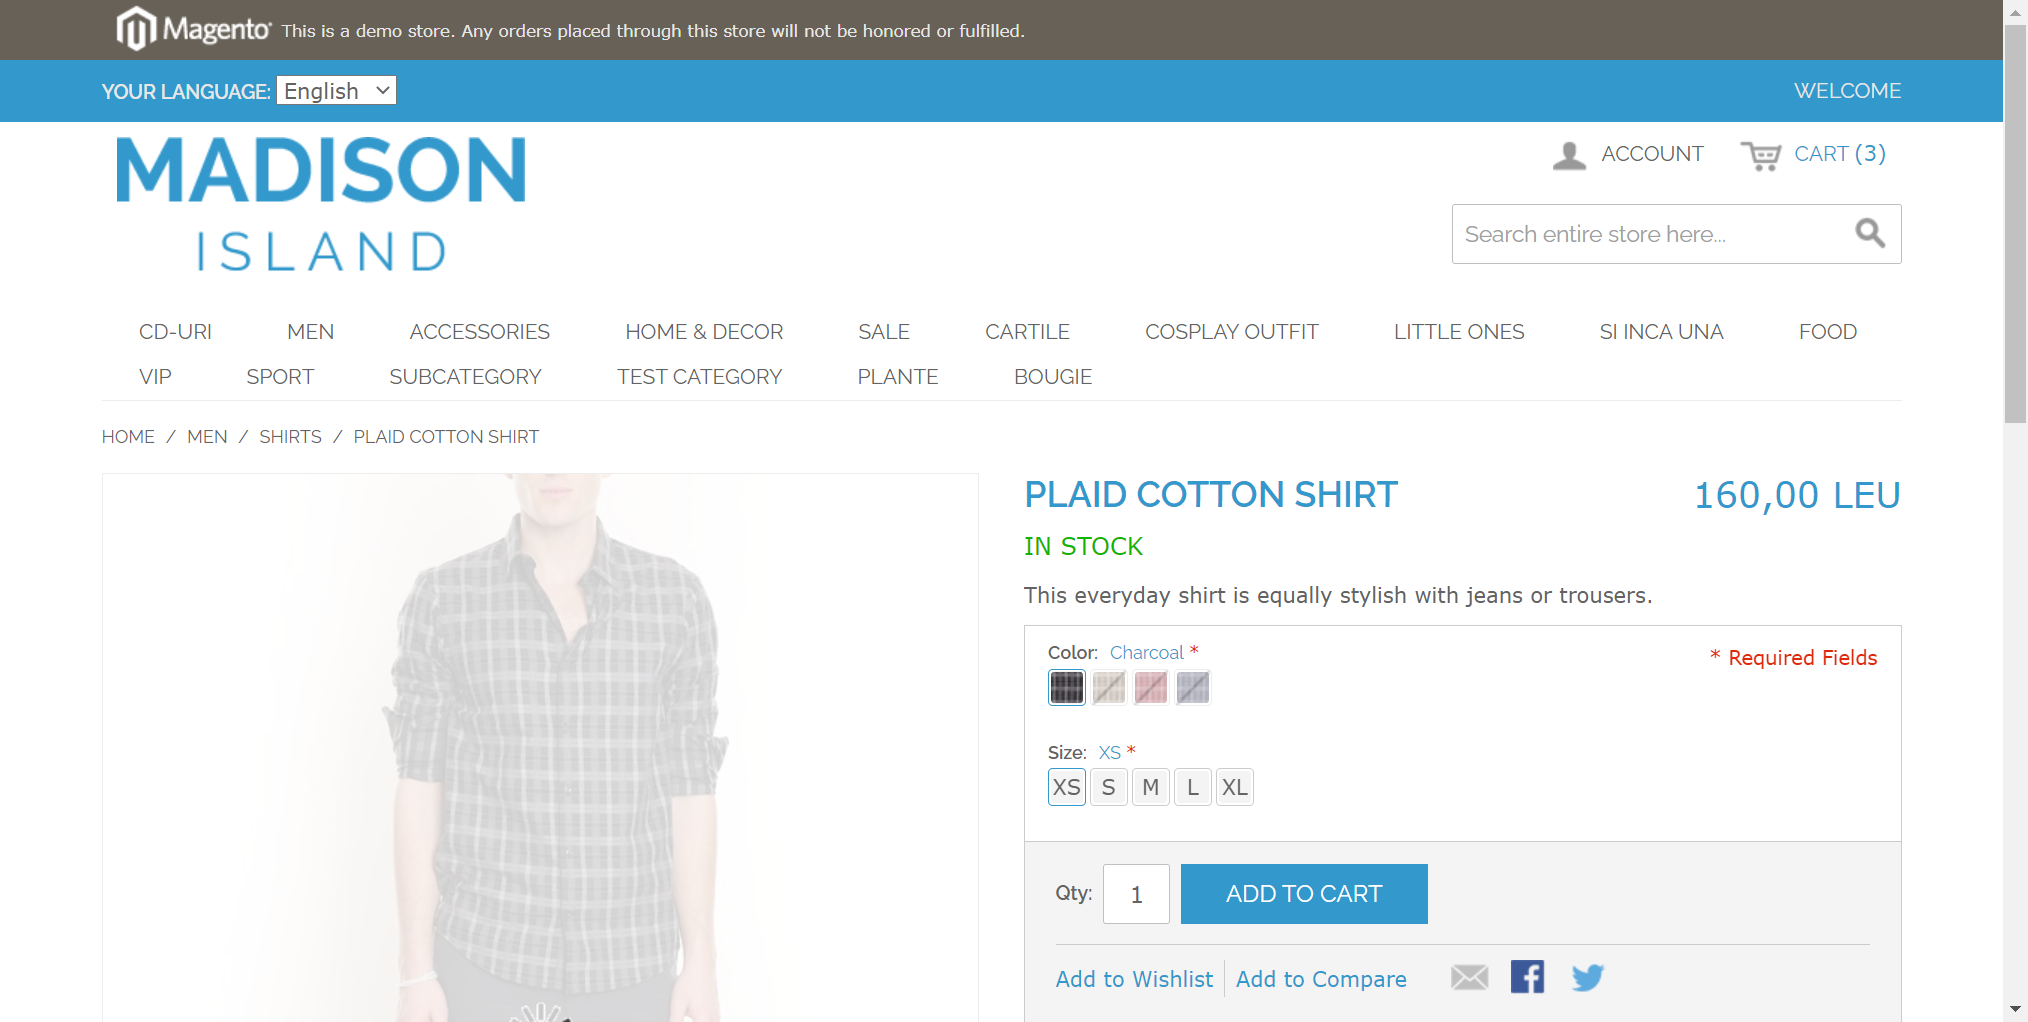 Magento This is a demo store. Any orders placed through this store will not be honored or fulfilled.
YOUR LANGUAGE: English WELCOME
MADISON
ISLAND
ACCOUNT CART (3)
Search entire store here...
CD-URI MEN ACCESSORIES HOME & DECOR SALE CARTILE COSPLAY OUTFIT LITTLE ONES SI INCA UNA FOOD
VIP SPORT SUBCATEGORY TEST CATEGORY PLANTE BOUGIE
HOME / MEN / SHIRTS / PLAID COTTON SHIRT
PLAID COTTON SHIRT 160,00 LEU
IN STOCK
This everyday shirt is equally stylish with jeans or trousers.
Color: Charcoal * * Required Fields
Size: XS *
XS S M L XL
Qty: 1 ADD TO CART
Add to Wishlist Add to Compare